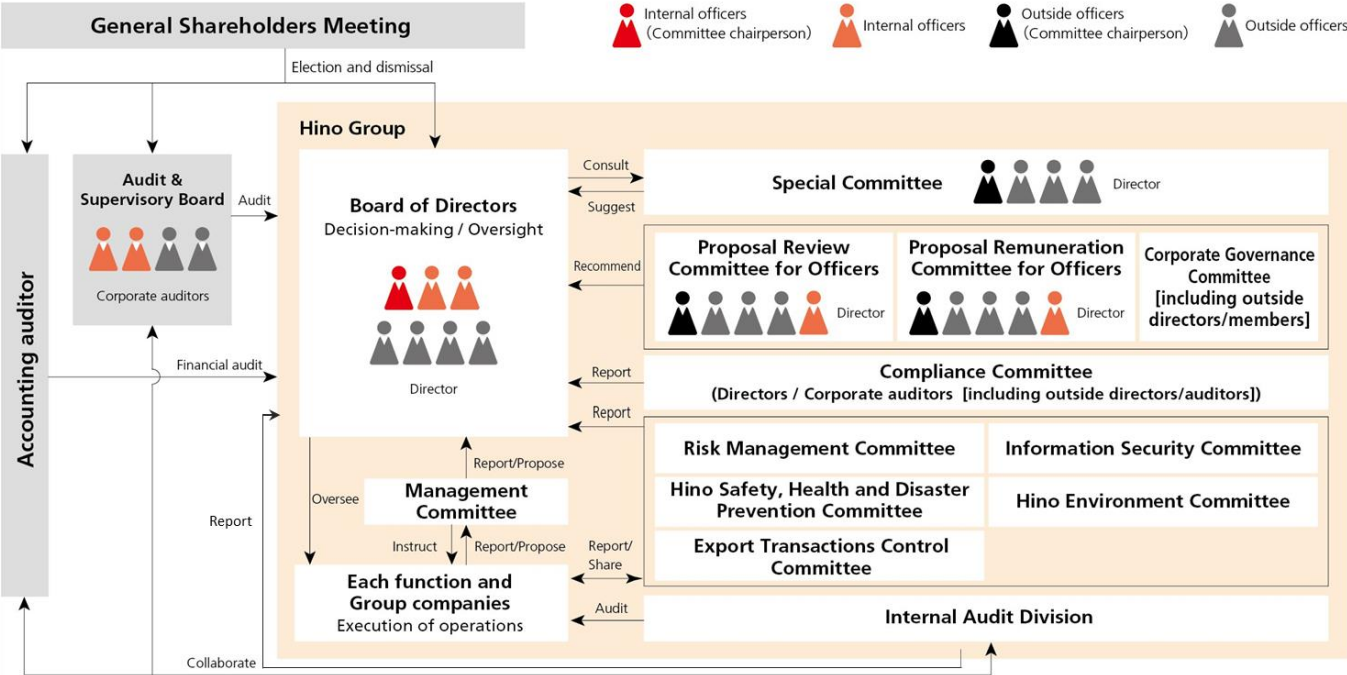 General Shareholders Meeting
Internal officers
(Committee chairperson)
Internal officers
Outside officers
(Committee chairperson)
Outside officers
Election and dismissal
Hino Group
Accounting auditor
Audit &
Supervisory Board
Corporate auditors
Audit
Financial audit
Board of Directors
Decision-making / Oversight
Director
Consult
Suggest
Special Committee
Director
Recommend
Proposal Review
Committee for Officers
Director
Proposal Remuneration
Committee for Officers
Director
Corporate Governance
Committee
[including outside
directors/members]
Report
Compliance Committee
(Directors / Corporate auditors [including outside directors/auditors])
Report
Risk Management Committee
Information Security Committee
Hino Safety, Health and Disaster
Prevention Committee
Hino Environment Committee
Export Transactions Control
Committee
Report/Propose
Oversee
Management
Committee
Report
Instruct
Report/Propose
Report/
Share
Each function and
Group companies
Execution of operations
Audit
Internal Audit Division
Collaborate